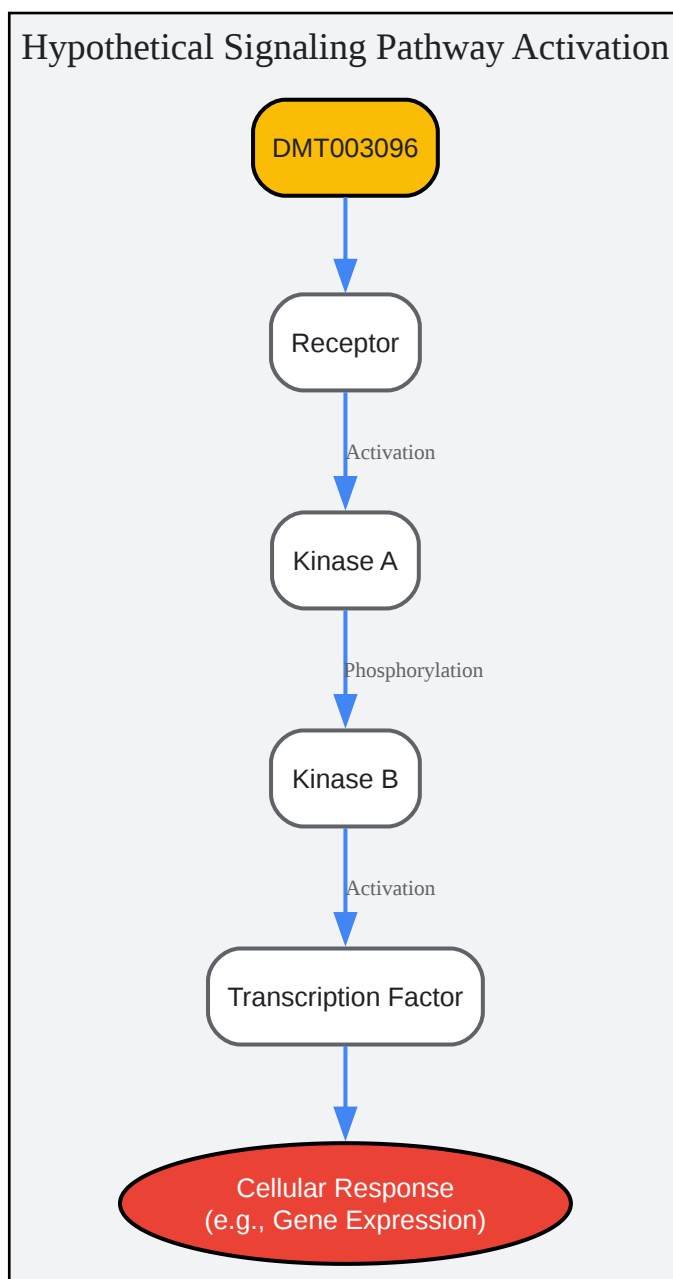 Hypothetical Signaling Pathway Activation
DMT003096
Receptor
Activation
Kinase A
Phosphorylation
Kinase B
Activation
Transcription Factor
Cellular Response
(e.g., Gene Expression)